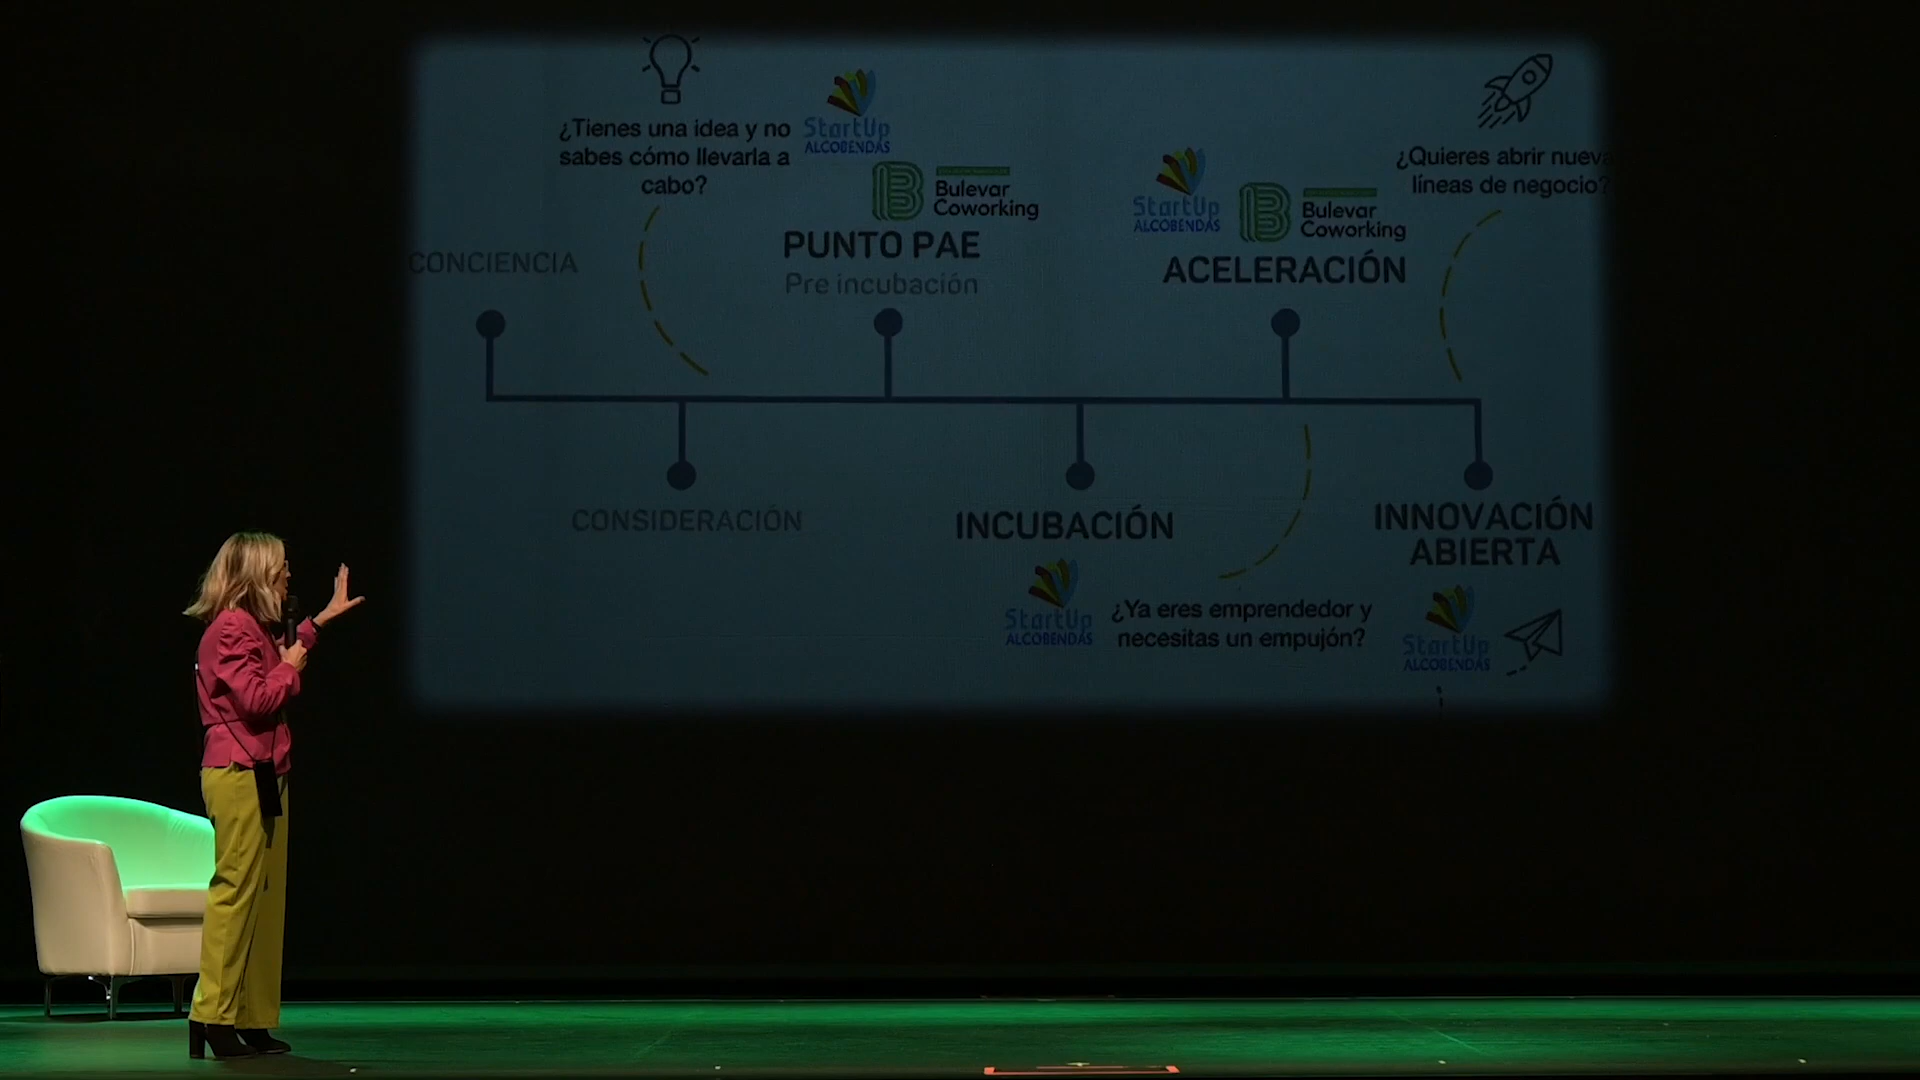 ¿Tienes una idea y no
sabes cómo llevarla a
cabo?
StartUp
ALCOBENDAS
Bulevar
Coworking
StartUp
ALCOBENDAS
Bulevar
Coworking
¿Quieres abrir nueva
líneas de negocio?
CONCIENCIA
PUNTO PAE
Pre incubación
ACELERACIÓN
CONSIDERACIÓN
INCUBACIÓN
INNOVACIÓN
ABIERTA
StartUp
ALCOBENDAS
¿Ya eres emprendedor y
necesitas un empujón?
StartUp
ALCOBENDAS